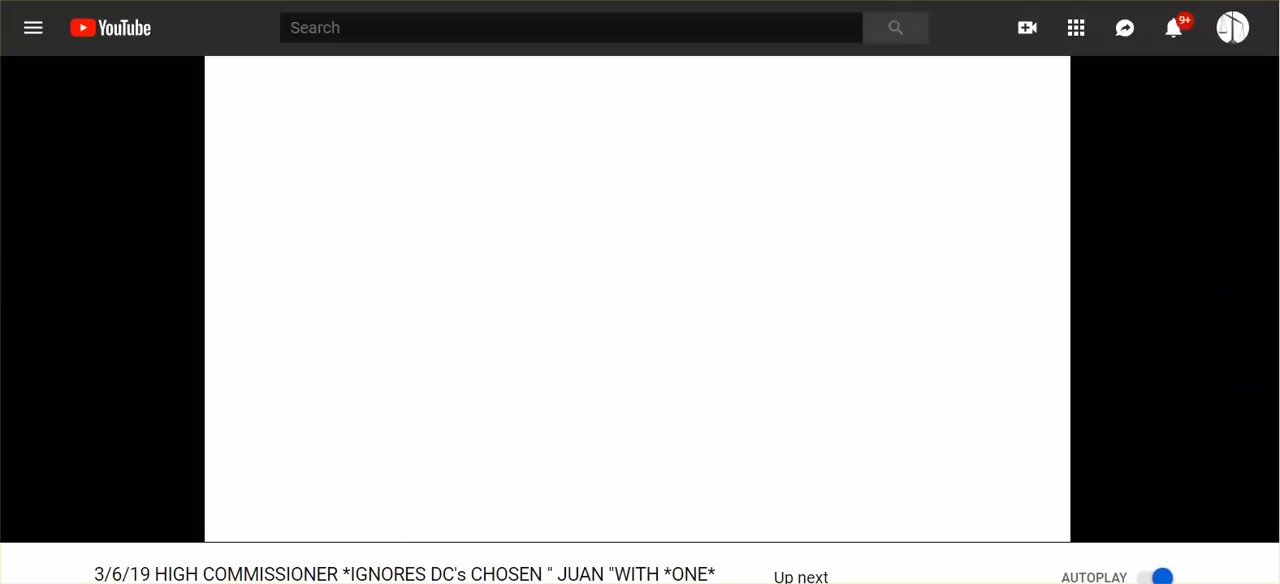 YouTube
Search
9+
3/6/19 HIGH COMMISSIONER *IGNORES DC's CHOSEN " JUAN "WITH *ONE*
Up next
AUTOPLAY